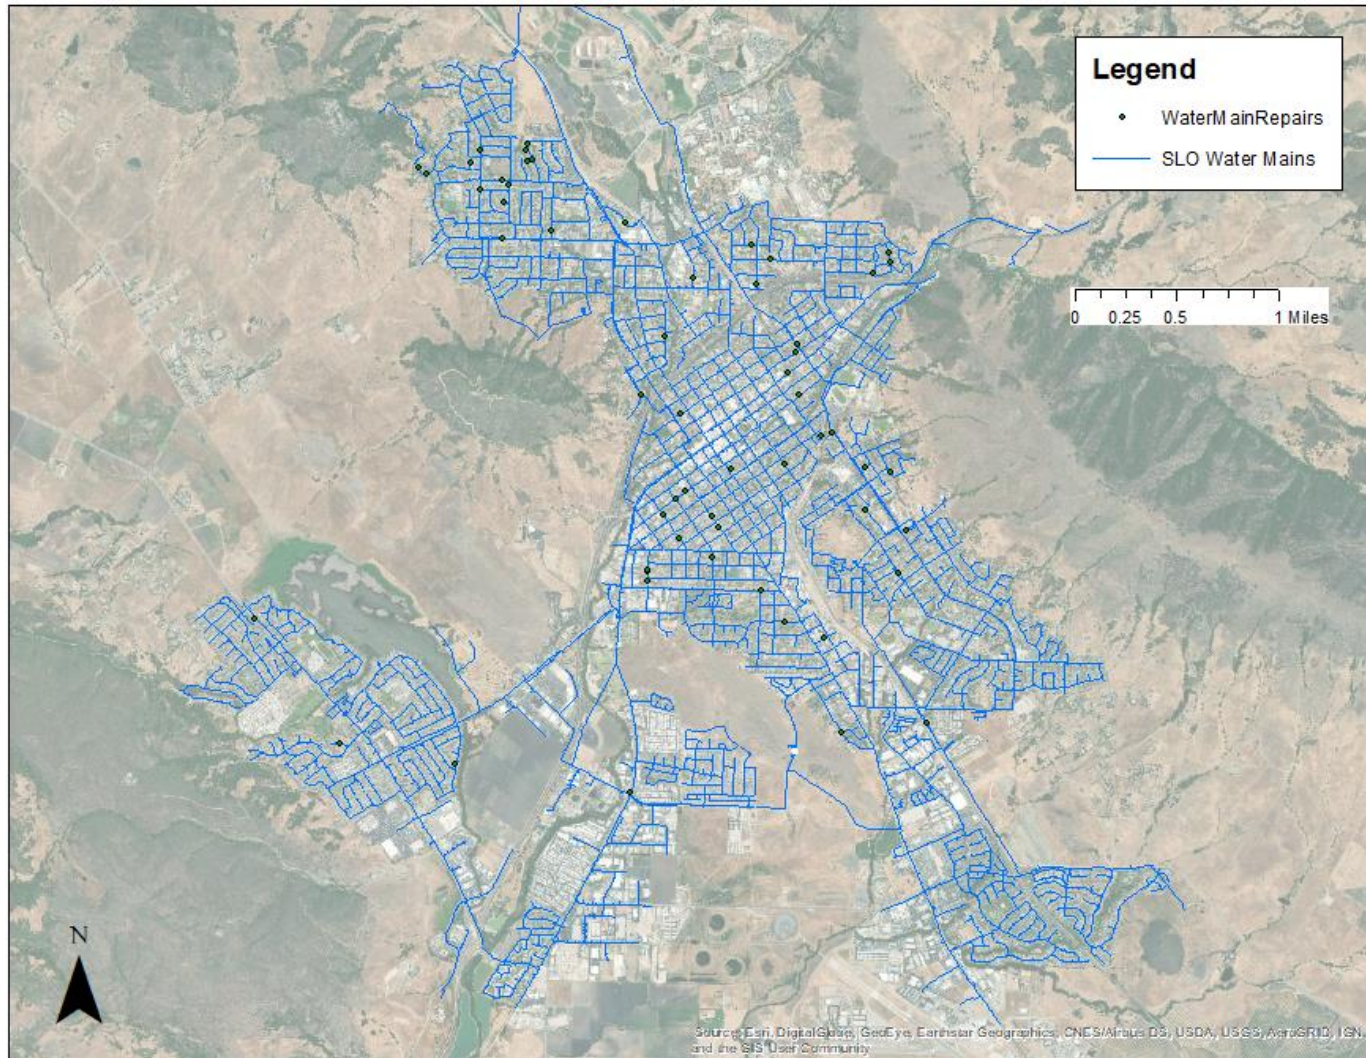 Legend
WaterMainRepairs
SLO Water Mains
0 0.25 0.5 1 Miles
N
Source: Esri, DigitalGlobe, GeoEye, Earthstar Geographics, CNES/Airbus DS, USDA, USGS, AeroGRID, IGN,
and the GIS User Community